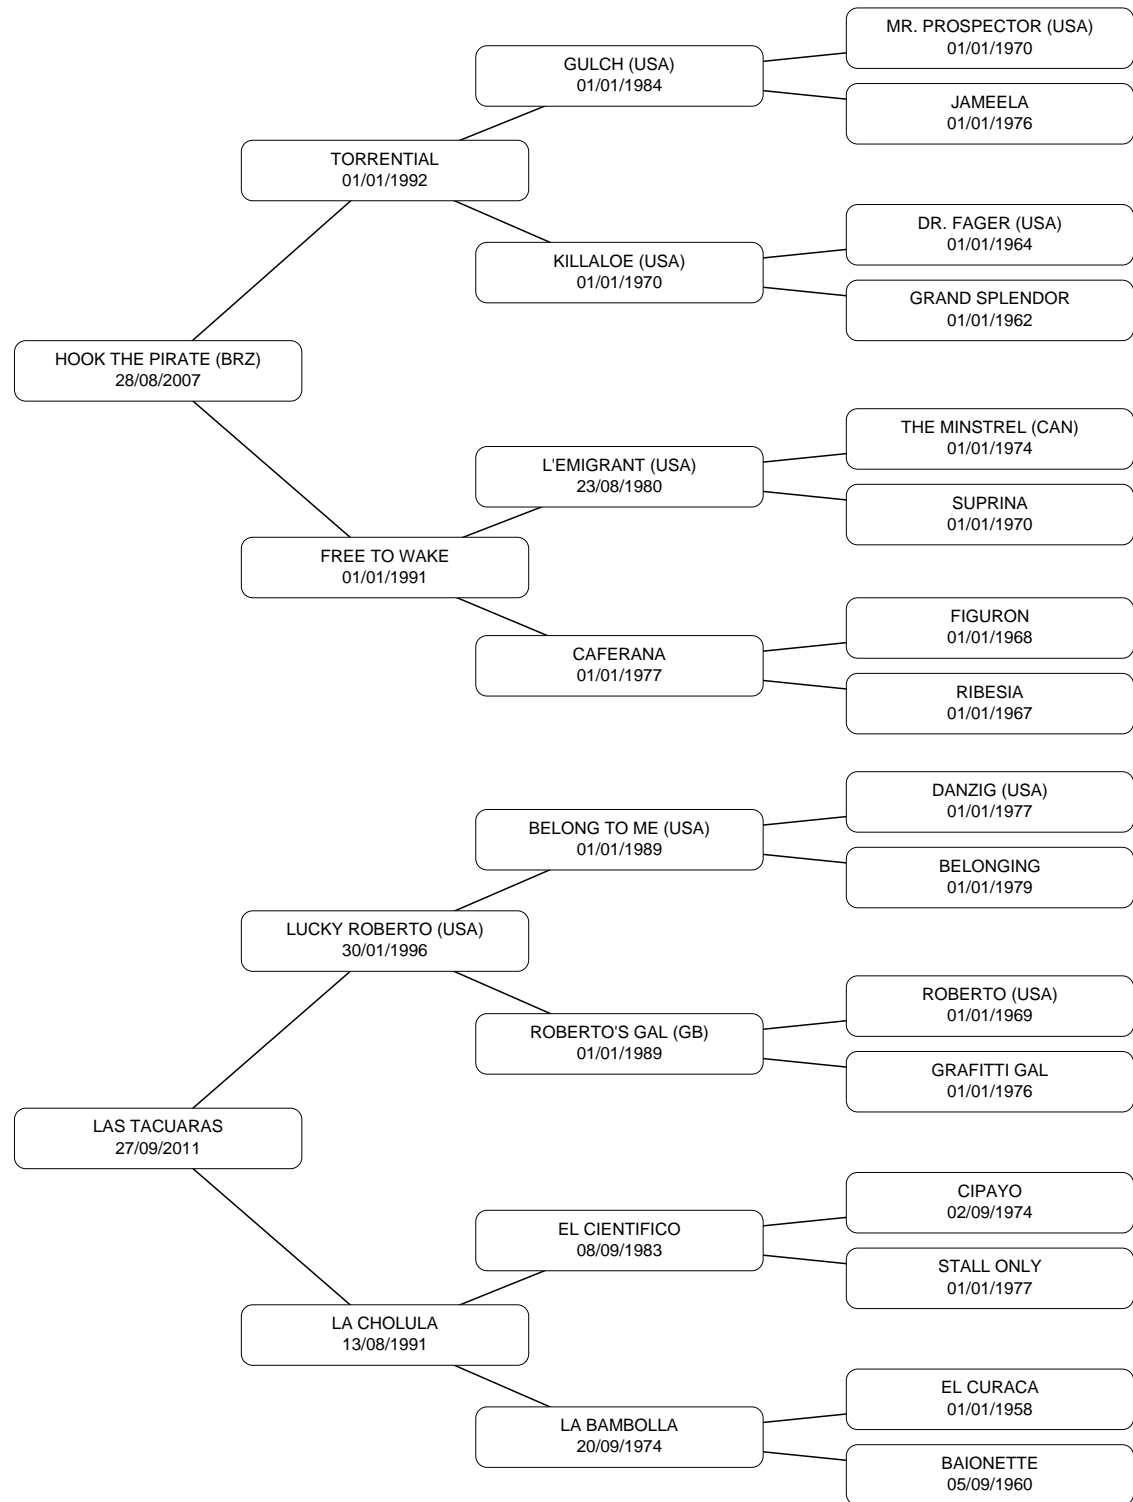 MR. PROSPECTOR (USA)
01/01/1970
GULCH (USA)
01/01/1984
JAMEELA
01/01/1976
TORRENTIAL
01/01/1992
DR. FAGER (USA)
01/01/1964
KILLALOE (USA)
01/01/1970
GRAND SPLENDOR
01/01/1962
HOOK THE PIRATE (BRZ)
28/08/2007
THE MINSTREL (CAN)
01/01/1974
L'EMIGRANT (USA)
23/08/1980
SUPRINA
01/01/1970
FREE TO WAKE
01/01/1991
FIGURON
01/01/1968
CAFERANA
01/01/1977
RIBESIA
01/01/1967
DANZIG (USA)
01/01/1977
BELONG TO ME (USA)
01/01/1989
BELONGING
01/01/1979
LUCKY ROBERTO (USA)
30/01/1996
ROBERTO (USA)
01/01/1969
ROBERTO'S GAL (GB)
01/01/1989
GRAFITTI GAL
01/01/1976
LAS TACUARAS
27/09/2011
CIPAYO
02/09/1974
EL CIENTIFICO
08/09/1983
STALL ONLY
01/01/1977
LA CHOLULA
13/08/1991
EL CURACA
01/01/1958
LA BAMBOLLA
20/09/1974
BAIONETTE
05/09/1960